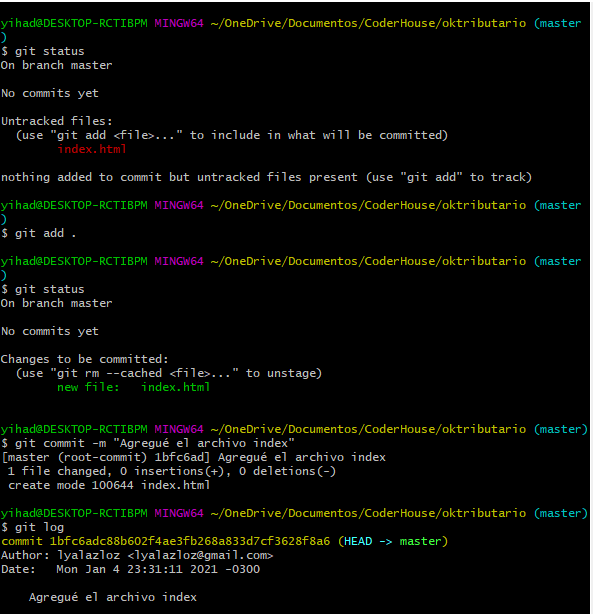 yihad@DESKTOP-RCTIBPM MINGW64 ~/OneDrive/Documentos/CoderHouse/oktributario (master
)
$ git status
On branch master
No commits yet
Untracked files:
  (use "git add <file>..." to include in what will be committed)
        index.html
nothing added to commit but untracked files present (use "git add" to track)
yihad@DESKTOP-RCTIBPM MINGW64 ~/OneDrive/Documentos/CoderHouse/oktributario (master
)
$ git add .
yihad@DESKTOP-RCTIBPM MINGW64 ~/OneDrive/Documentos/CoderHouse/oktributario (master
)
$ git status
On branch master
No commits yet
Changes to be committed:
  (use "git rm --cached <file>..." to unstage)
        new file:   index.html
yihad@DESKTOP-RCTIBPM MINGW64 ~/OneDrive/Documentos/CoderHouse/oktributario (master)
$ git commit -m "Agregué el archivo index"
[master (root-commit) 1bfc6ad] Agregué el archivo index
 1 file changed, 0 insertions(+), 0 deletions(-)
 create mode 100644 index.html
yihad@DESKTOP-RCTIBPM MINGW64 ~/OneDrive/Documentos/CoderHouse/oktributario (master)
$ git log
commit 1bfc6adc88b602f4ae3fb268a833d7cf3628f8a6 (HEAD -> master)
Author: lyalazloz <lyalazloz@gmail.com>
Date:   Mon Jan 4 23:31:11 2021 -0300
    Agregué el archivo index